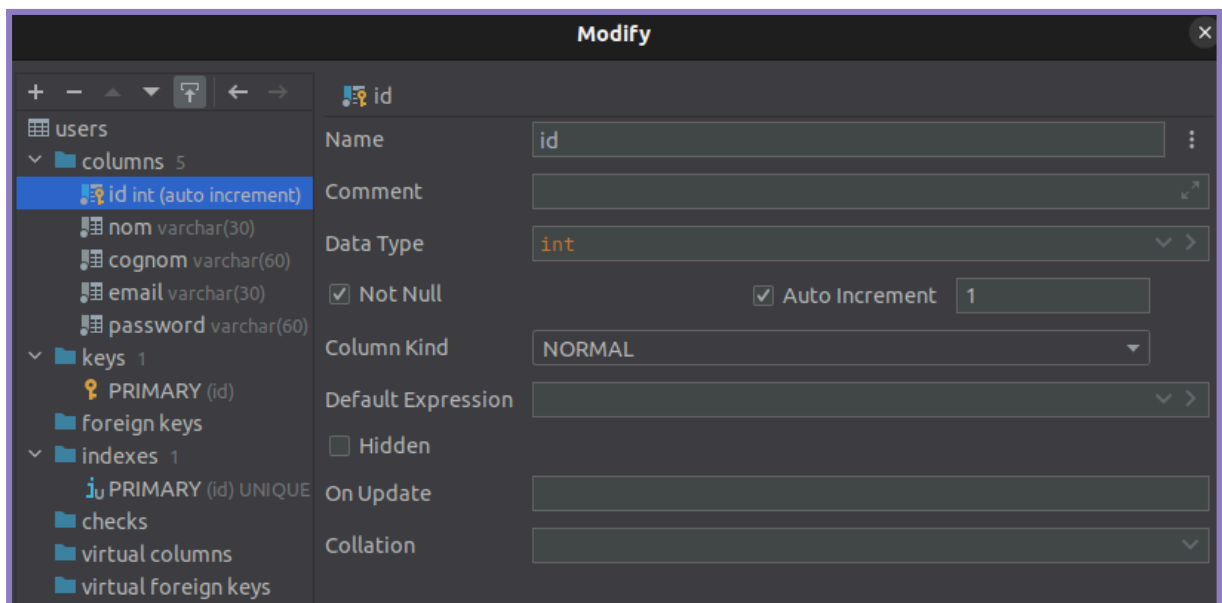 Modify
users
columns 5
id int (auto increment)
nom varchar(30)
cognom varchar(60)
email varchar(30)
password varchar(60)
keys 1
PRIMARY (id)
foreign keys
indexes 1
PRIMARY (id) UNIQUE
checks
virtual columns
virtual foreign keys
id
Name id
Comment
Data Type int
Not Null Auto Increment 1
Column Kind NORMAL
Default Expression
Hidden
On Update
Collation